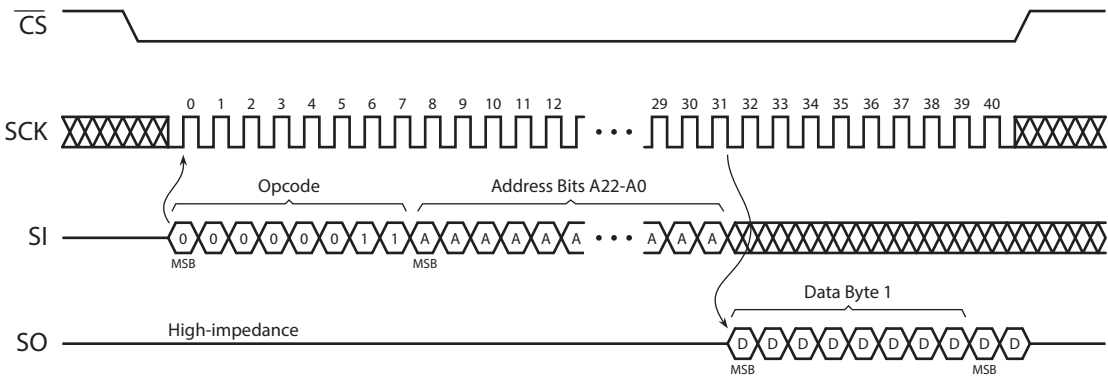 CS
0 1 2 3 4 5 6 7 8 9 10 11 12 29 30 31 32 33 34 35 36 37 38 39 40
SCK
Opcode Address Bits A22-A0
SI 0 0 0 0 0 0 1 1 A A A A A A A A A
MSB MSB
Data Byte 1
High-impedance
SO D D D D D D D D D D
MSB MSB